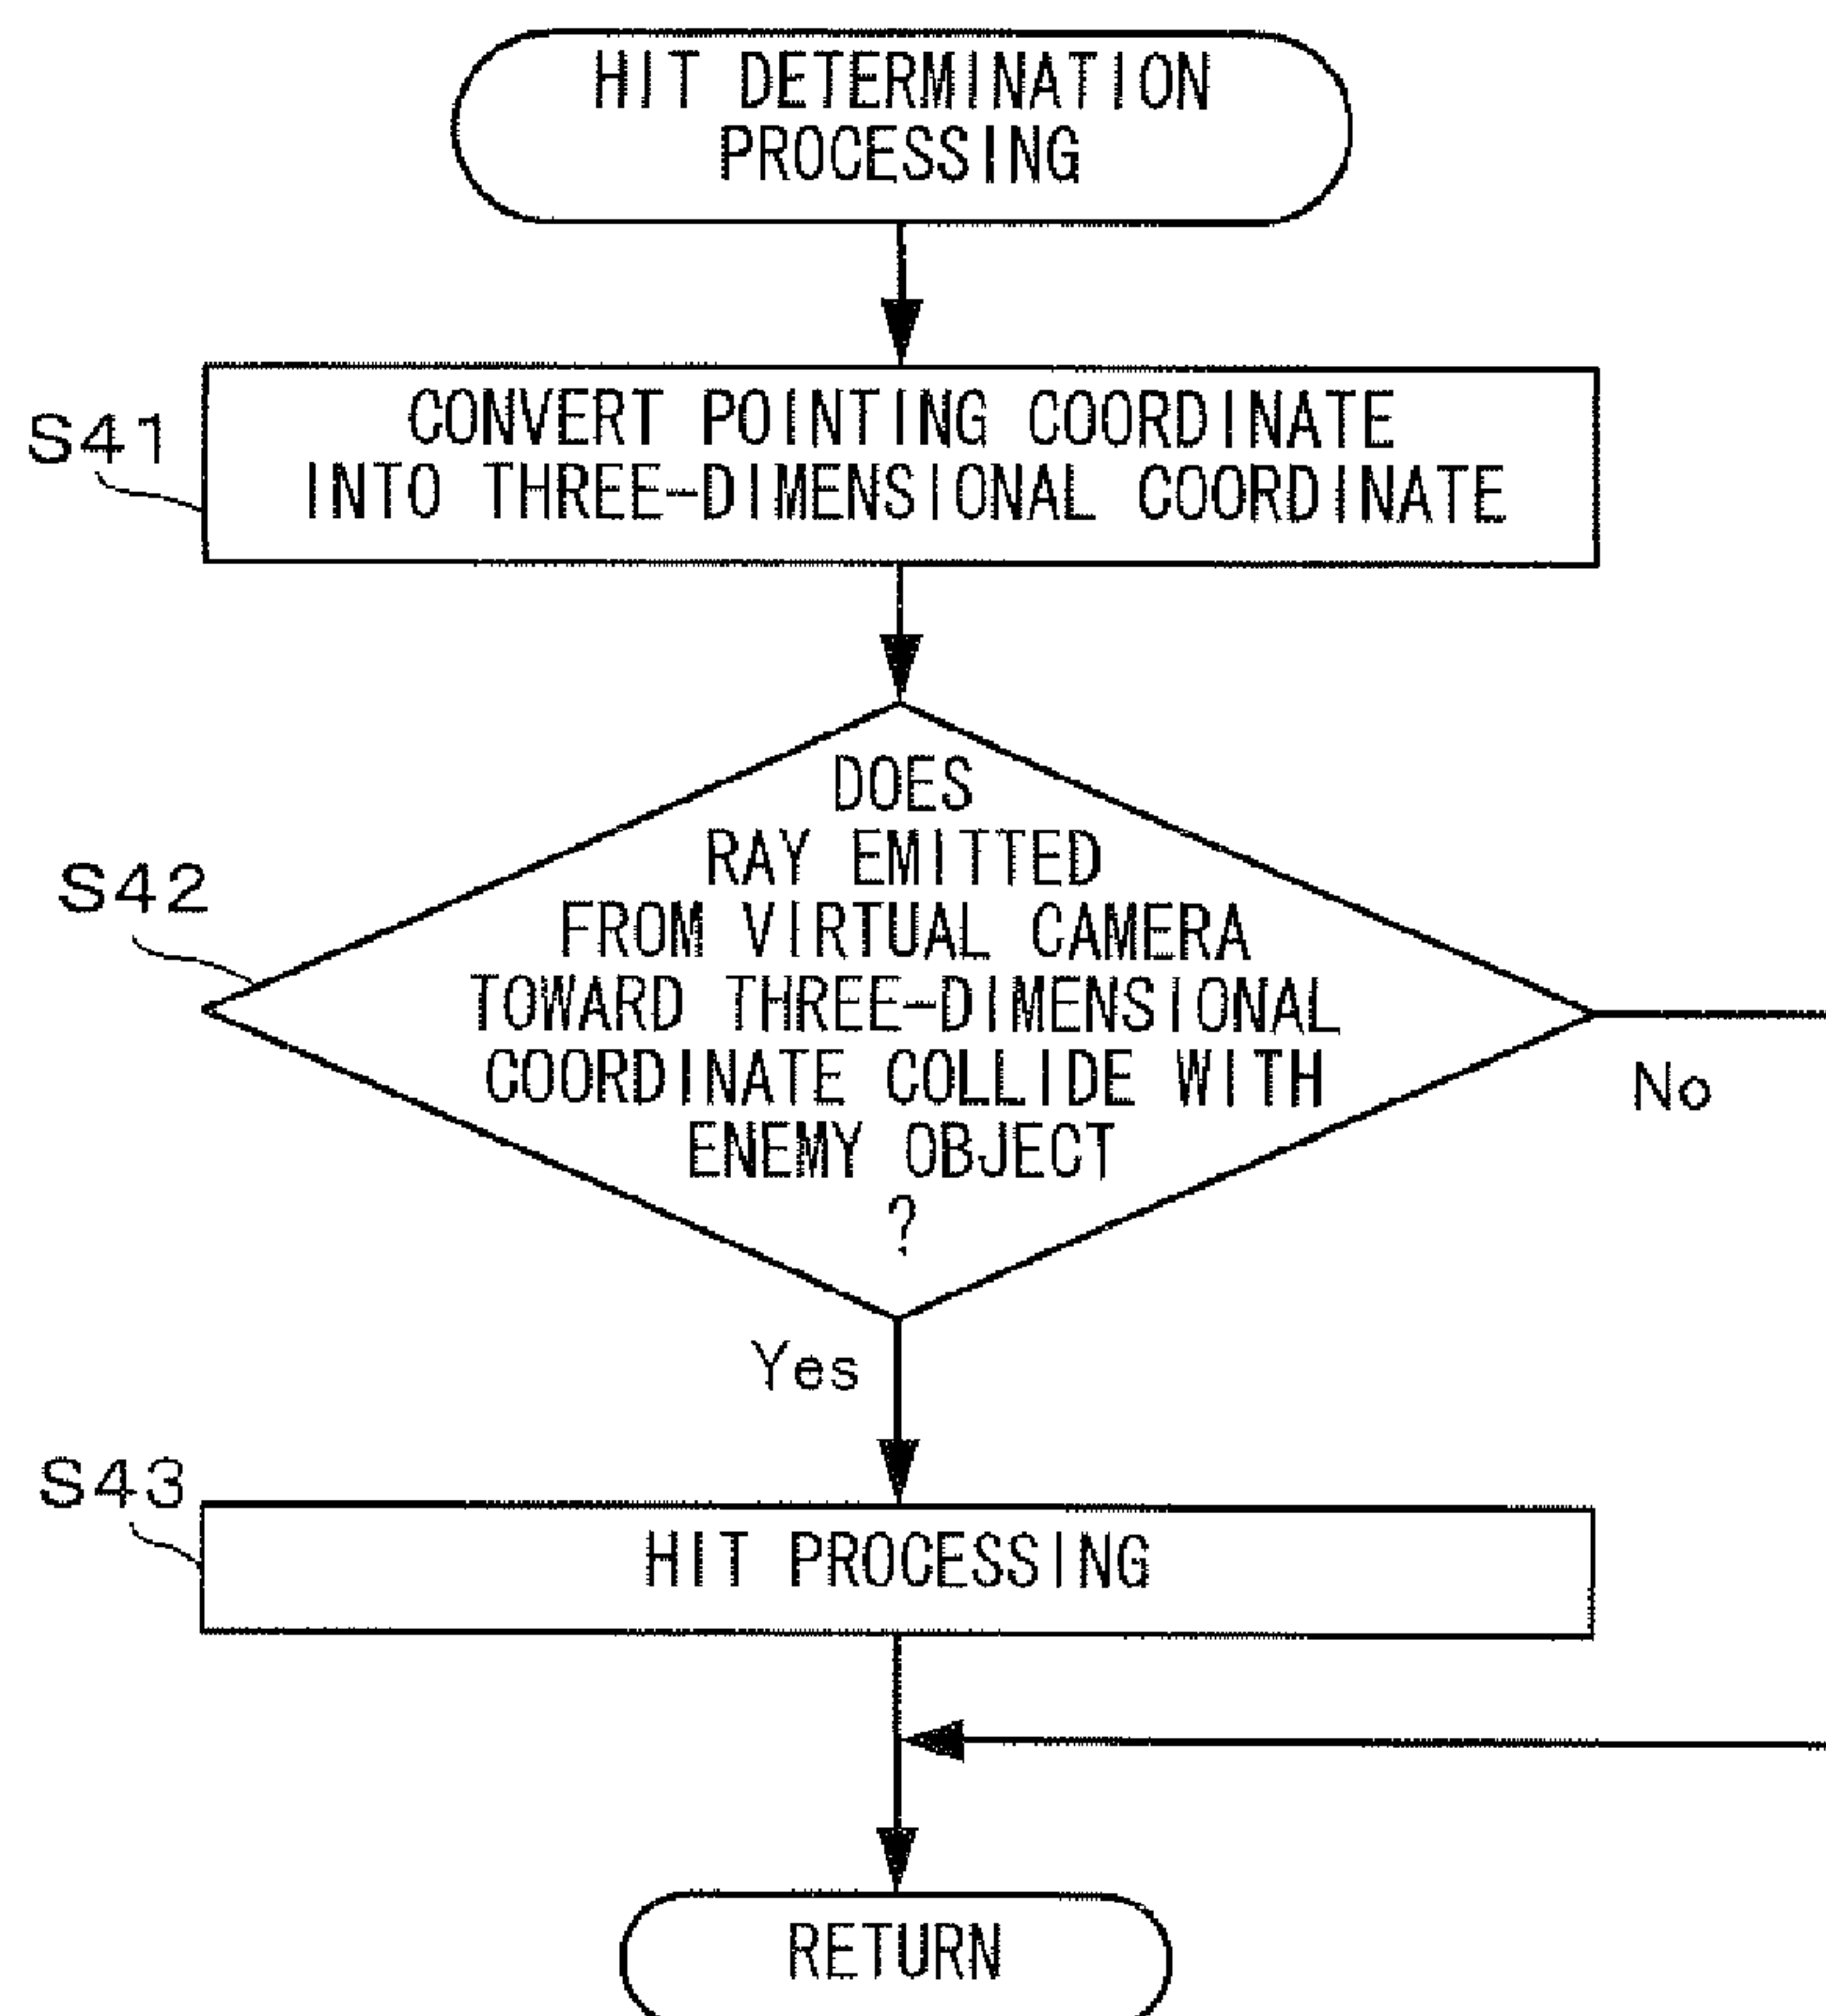 HIT DETERMINATION
PROCESSING
S41
CONVERT POINTING COORDINATE
INTO THREE-DIMENSIONAL COORDINATE
S42
DOES
RAY EMITTED
FROM VIRTUAL CAMERA
TOWARD THREE-DIMENSIONAL
COORDINATE COLLIDE WITH
ENEMY OBJECT
?
No
Yes
S43
HIT PROCESSING
RETURN